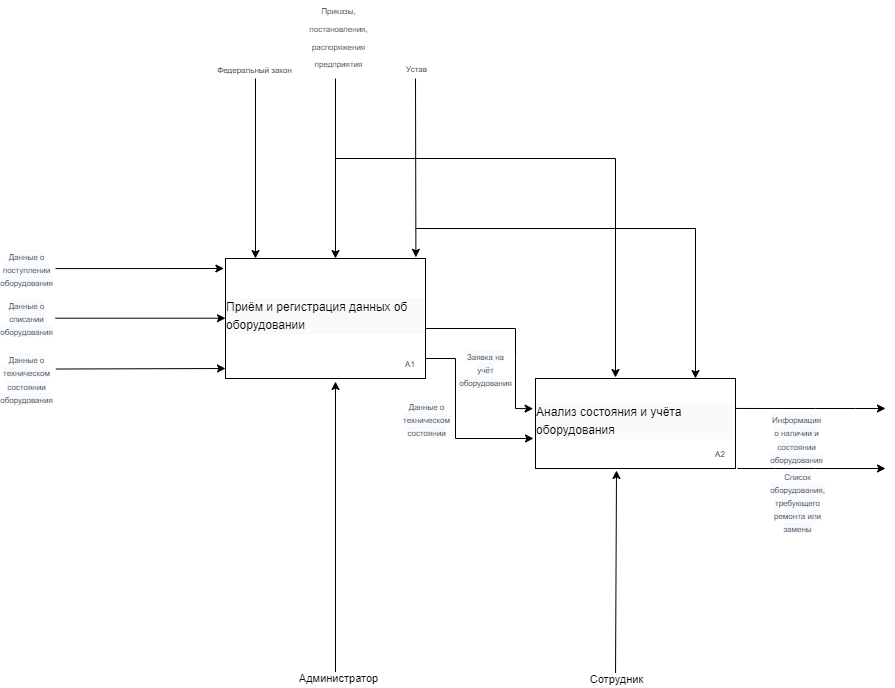 Приказы,
постановления,
распоряжения
предприятия
Федеральный закон
Устав
Данные о
поступлении
оборудования
Данные о
списании
оборудования
Данные о
техническом
состоянии
оборудования
Приём и регистрация данных об
оборудовании
A1
Заявка на
учёт
оборудования
Данные о
техническом
состоянии
Анализ состояния и учёта
оборудования
A2
Информация
о наличии и
состоянии
оборудования
Список
оборудования,
требующего
ремонта или
замены
Администратор
Сотрудник